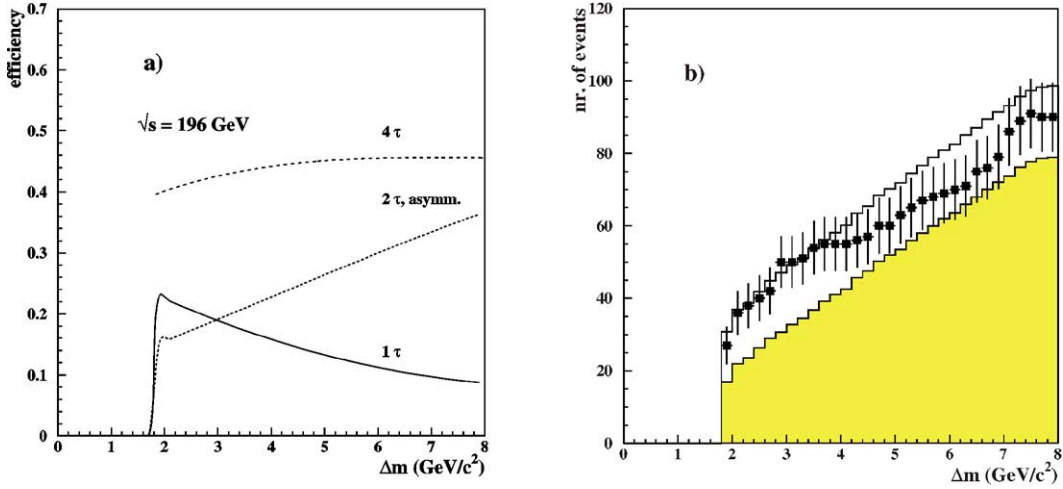 efficiency
0.7
0.6
0.5
0.4
0.3
0.2
0.1
0
a)
√s = 196 GeV
4 τ
2 τ, asymm.
1 τ
0 1 2 3 4 5 6 7 8
Δm (GeV/c²)
nr. of events
120
100
80
60
40
20
0
b)
0 1 2 3 4 5 6 7 8
Δm (GeV/c²)